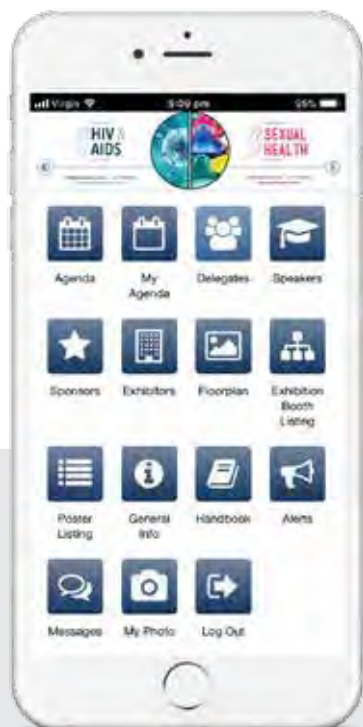 Virgin 5:09 pm
HIV &
AIDS
SEXUAL
HEALTH
Agenda
My
Agenda
Delegates
Speakers
Sponsors
Exhibitors
Floorplan
Exhibition
Booth
Listing
Poster
Listing
General
Info
Handbook
Alerts
Messages
My Photo
Log Out